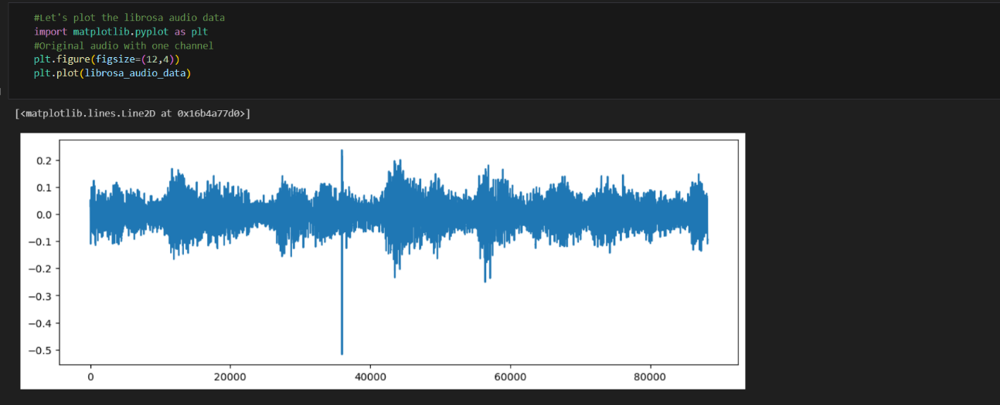 #Let's plot the librosa audio data
import matplotlib.pyplot as plt
#Original audio with one channel
plt.figure(figsize=(12,4))
plt.plot(librosa_audio_data)
[<matplotlib.lines.Line2D at 0x16b4a77d0>]
0.2
0.1
0.0
−0.1
−0.2
−0.3
−0.4
−0.5
0 20000 40000 60000 80000